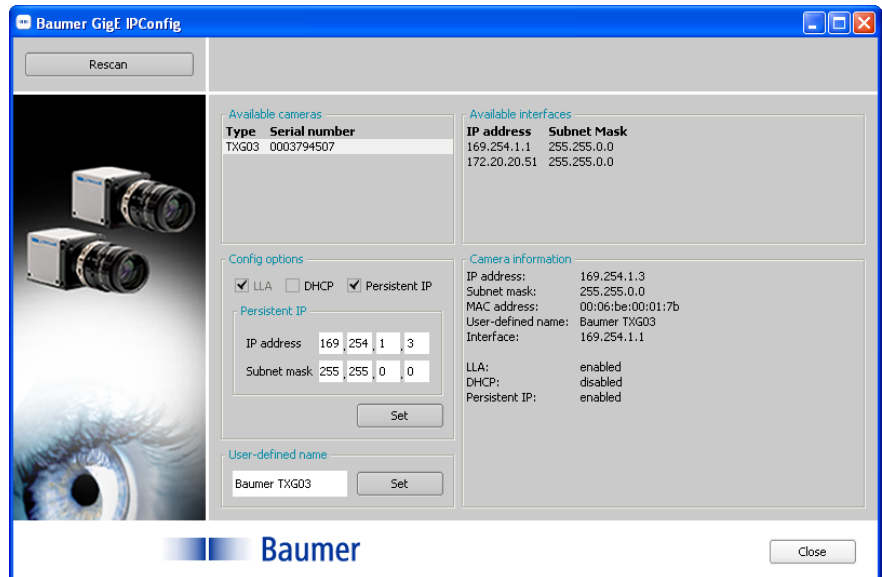 Baumer GigE IPConfig
Rescan
Available cameras
Type Serial number
TXG03 0003794507
Available interfaces
IP address Subnet Mask
169.254.1.1 255.255.0.0
172.20.20.51 255.255.0.0
Config options
LLA DHCP Persistent IP
Persistent IP
IP address 169 . 254 . 1 . 3
Subnet mask 255 . 255 . 0 . 0
Set
User-defined name
Baumer TXG03 Set
Camera information
IP address: 169.254.1.3
Subnet mask: 255.255.0.0
MAC address: 00:06:be:00:01:7b
User-defined name: Baumer TXG03
Interface: 169.254.1.1
LLA: enabled
DHCP: disabled
Persistent IP: enabled
Baumer
Close